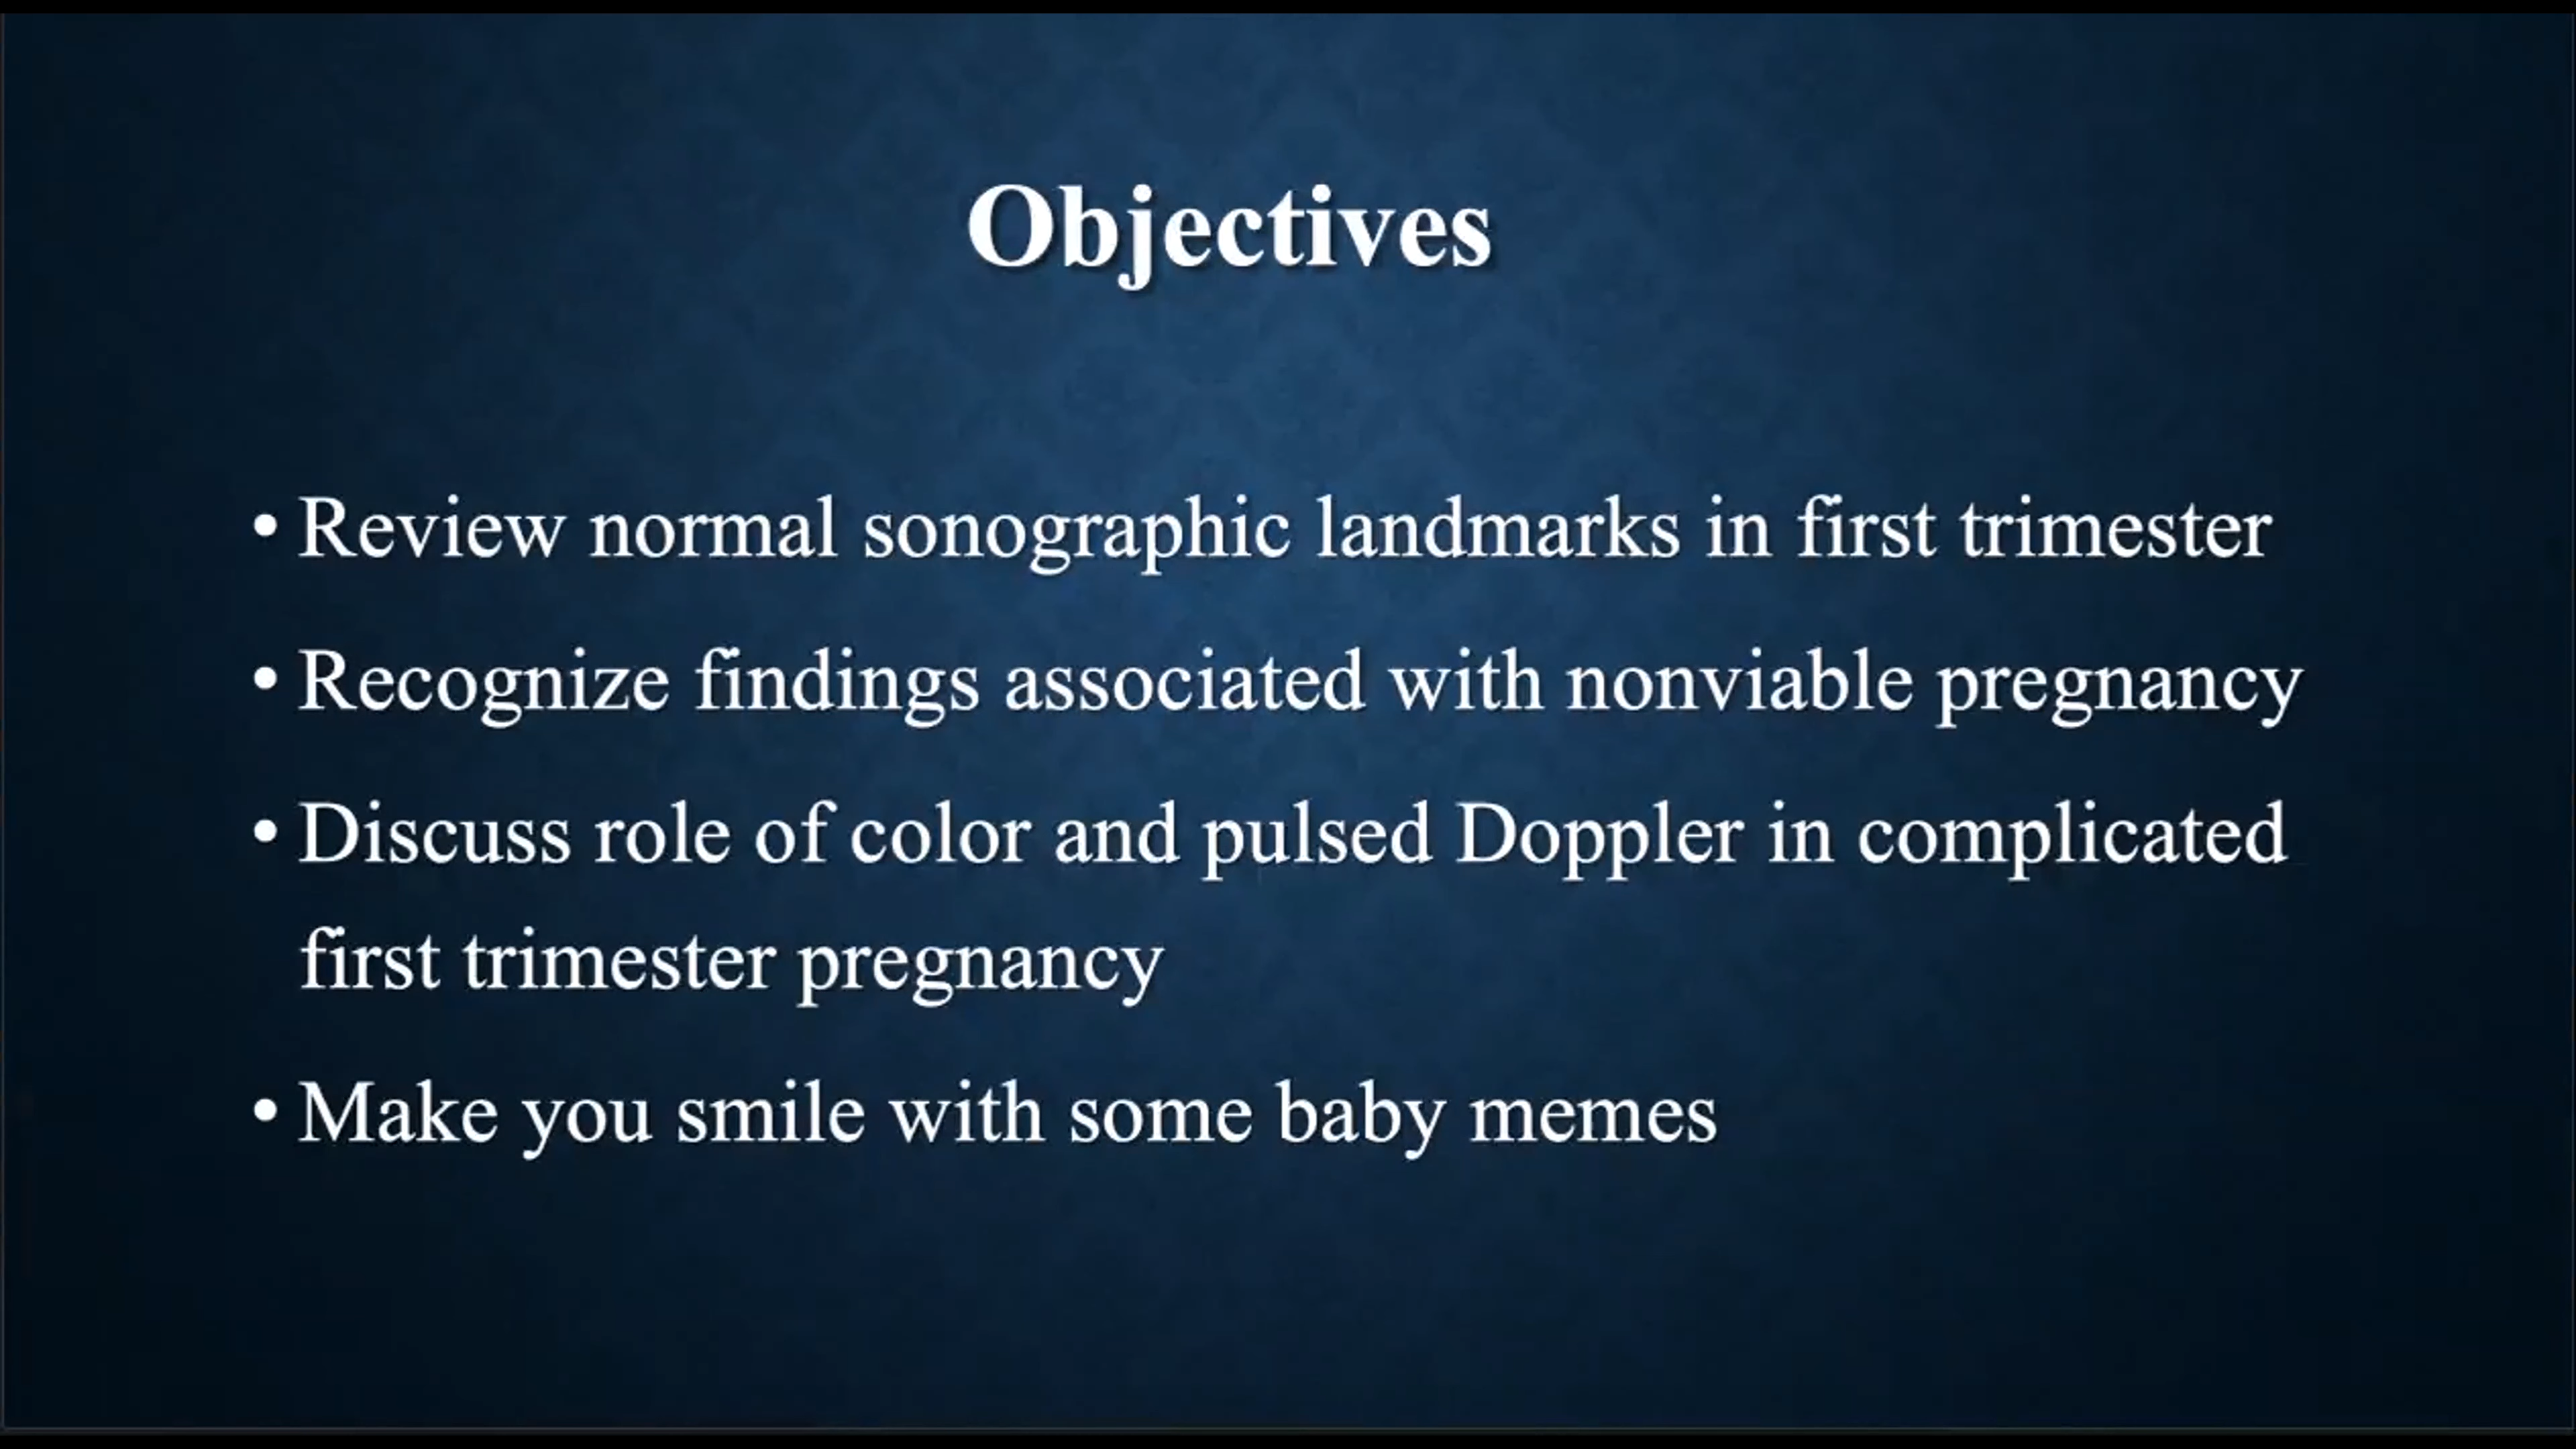 Objectives
• Review normal sonographic landmarks in first trimester
• Recognize findings associated with nonviable pregnancy
• Discuss role of color and pulsed Doppler in complicated
first trimester pregnancy
• Make you smile with some baby memes